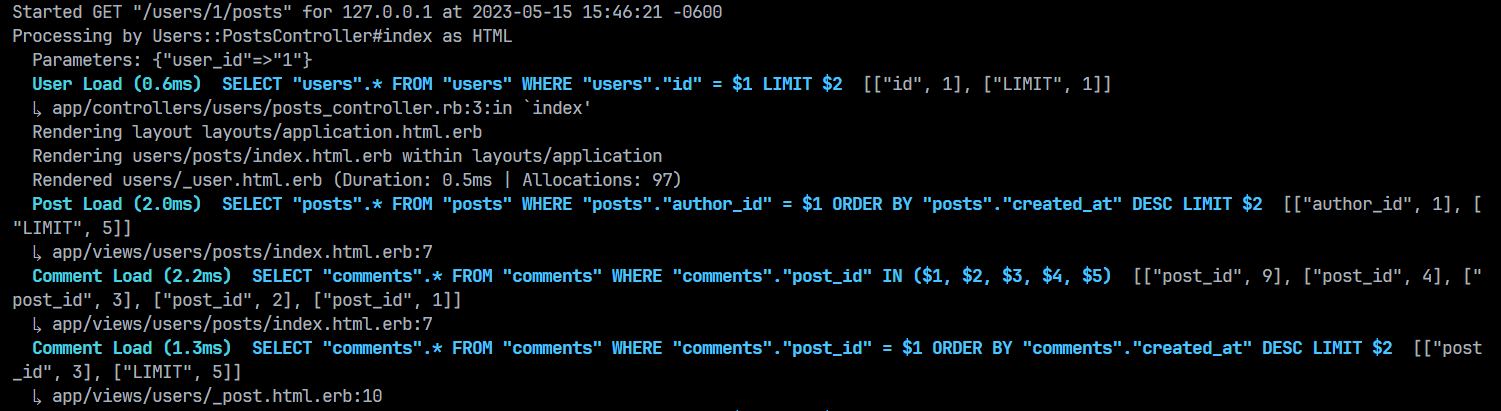 Started GET "/users/1/posts" for 127.0.0.1 at 2023-05-15 15:46:21 -0600
Processing by Users::PostsController#index as HTML
  Parameters: {"user_id"=>"1"}
  User Load (0.6ms)  SELECT "users".* FROM "users" WHERE "users"."id" = $1 LIMIT $2  [["id", 1], ["LIMIT", 1]]
  ↳ app/controllers/users/posts_controller.rb:3:in `index'
  Rendering layout layouts/application.html.erb
  Rendering users/posts/index.html.erb within layouts/application
  Rendered users/_user.html.erb (Duration: 0.5ms | Allocations: 97)
  Post Load (2.0ms)  SELECT "posts".* FROM "posts" WHERE "posts"."author_id" = $1 ORDER BY "posts"."created_at" DESC LIMIT $2  [["author_id", 1], [
"LIMIT", 5]]
  ↳ app/views/users/posts/index.html.erb:7
  Comment Load (2.2ms)  SELECT "comments".* FROM "comments" WHERE "comments"."post_id" IN ($1, $2, $3, $4, $5)  [["post_id", 9], ["post_id", 4], ["
post_id", 3], ["post_id", 2], ["post_id", 1]]
  ↳ app/views/users/posts/index.html.erb:7
  Comment Load (1.3ms)  SELECT "comments".* FROM "comments" WHERE "comments"."post_id" = $1 ORDER BY "comments"."created_at" DESC LIMIT $2  [["post
_id", 3], ["LIMIT", 5]]
  ↳ app/views/users/_post.html.erb:10